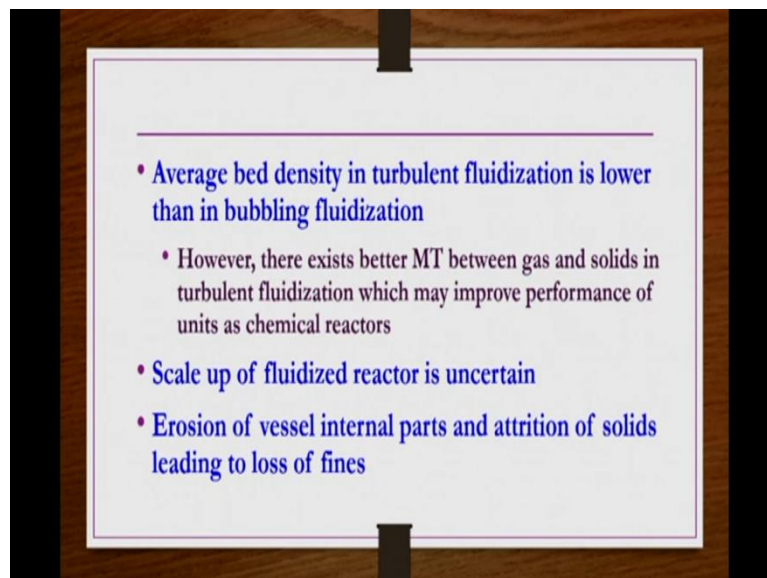 • Average bed density in turbulent fluidization is lower
than in bubbling fluidization
• However, there exists better MT between gas and solids in
turbulent fluidization which may improve performance of
units as chemical reactors
• Scale up of fluidized reactor is uncertain
• Erosion of vessel internal parts and attrition of solids
leading to loss of fines